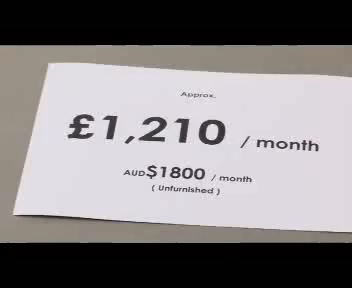 Approx.
£1,210 / month
AUD$1800 / month
( Unfurnished )